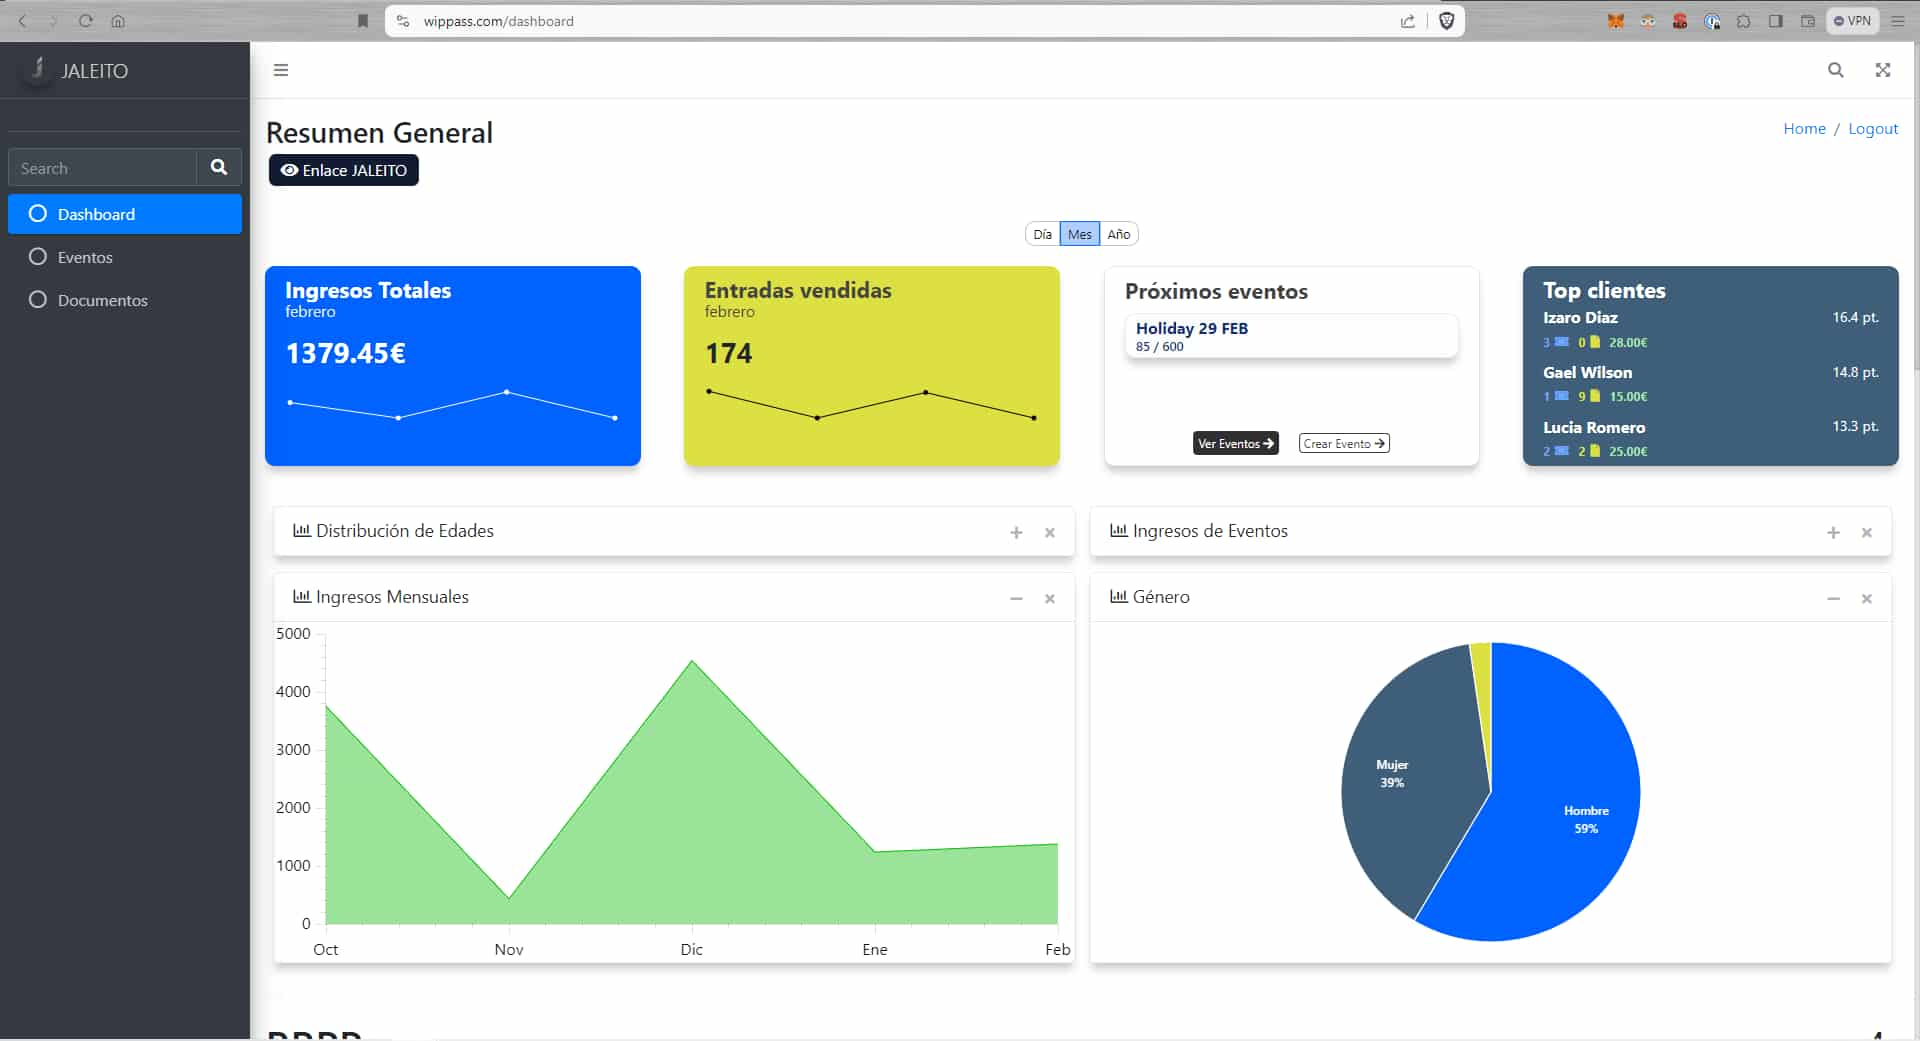 wippass.com/dashboard
VPN
JALEITO
Search
Dashboard
Eventos
Documentos
Resumen General
Home / Logout
Enlace JALEITO
Día Mes Año
Ingresos Totales
febrero
1379.45€
Entradas vendidas
febrero
174
Próximos eventos
Holiday 29 FEB
85 / 600
Ver Eventos
Crear Evento
Top clientes
Izaro Diaz 16.4 pt.
3 0 28.00€
Gael Wilson 14.8 pt.
1 9 15.00€
Lucia Romero 13.3 pt.
2 2 25.00€
Distribución de Edades
Ingresos de Eventos
Ingresos Mensuales
5000
4000
3000
2000
1000
0
Oct Nov Dic Ene Feb
Género
Mujer
39%
Hombre
59%